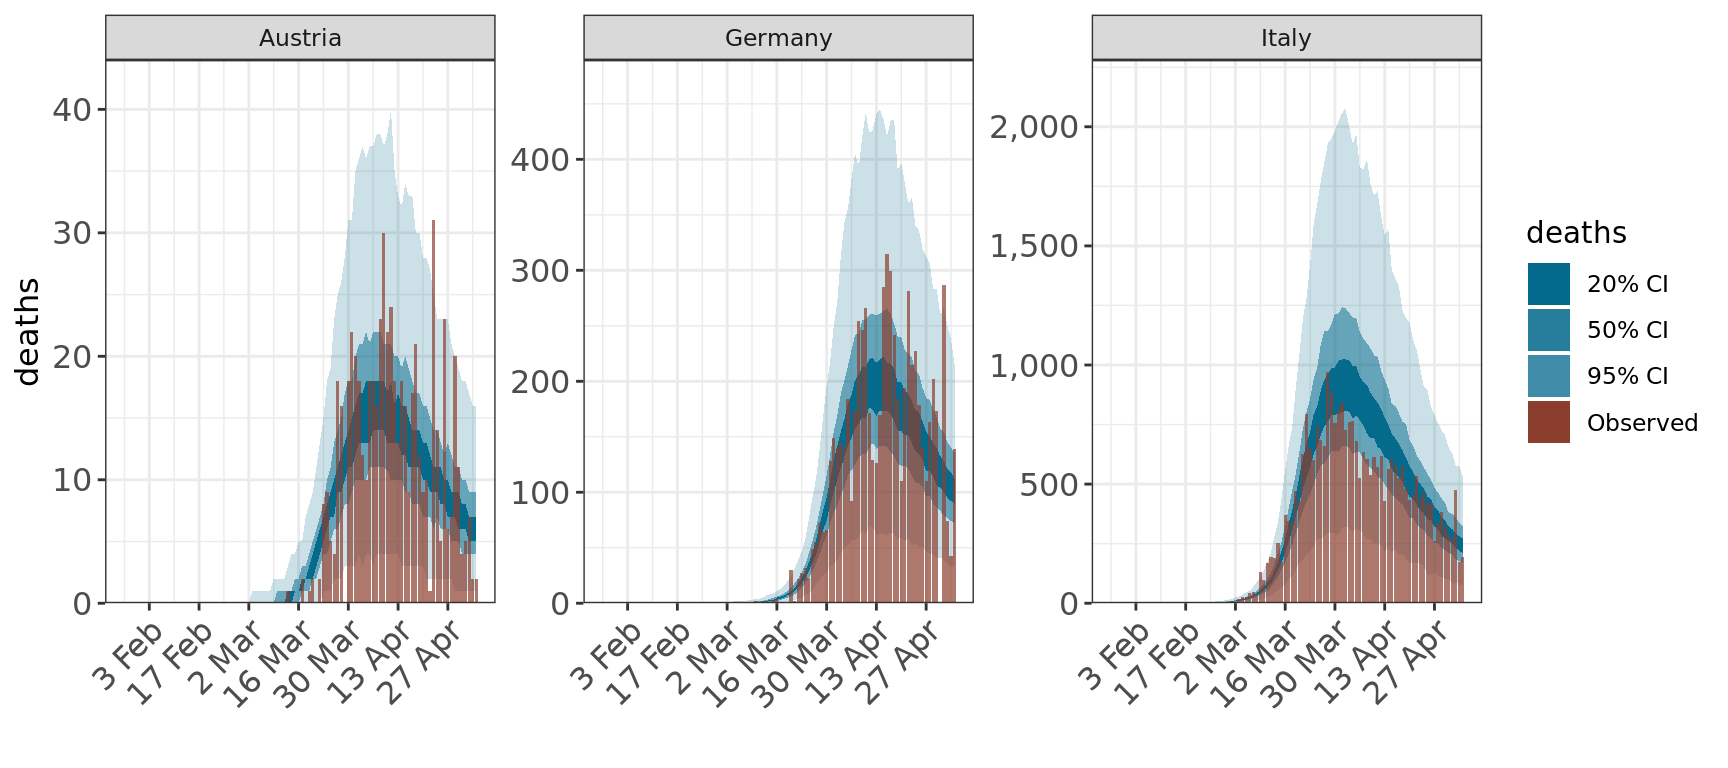 Austria
Germany
Italy
deaths
40
30
20
10
0
3 Feb
17 Feb
2 Mar
16 Mar
30 Mar
13 Apr
27 Apr
400
300
200
100
0
3 Feb
17 Feb
2 Mar
16 Mar
30 Mar
13 Apr
27 Apr
2,000
1,500
1,000
500
0
3 Feb
17 Feb
2 Mar
16 Mar
30 Mar
13 Apr
27 Apr
deaths
20% CI
50% CI
95% CI
Observed